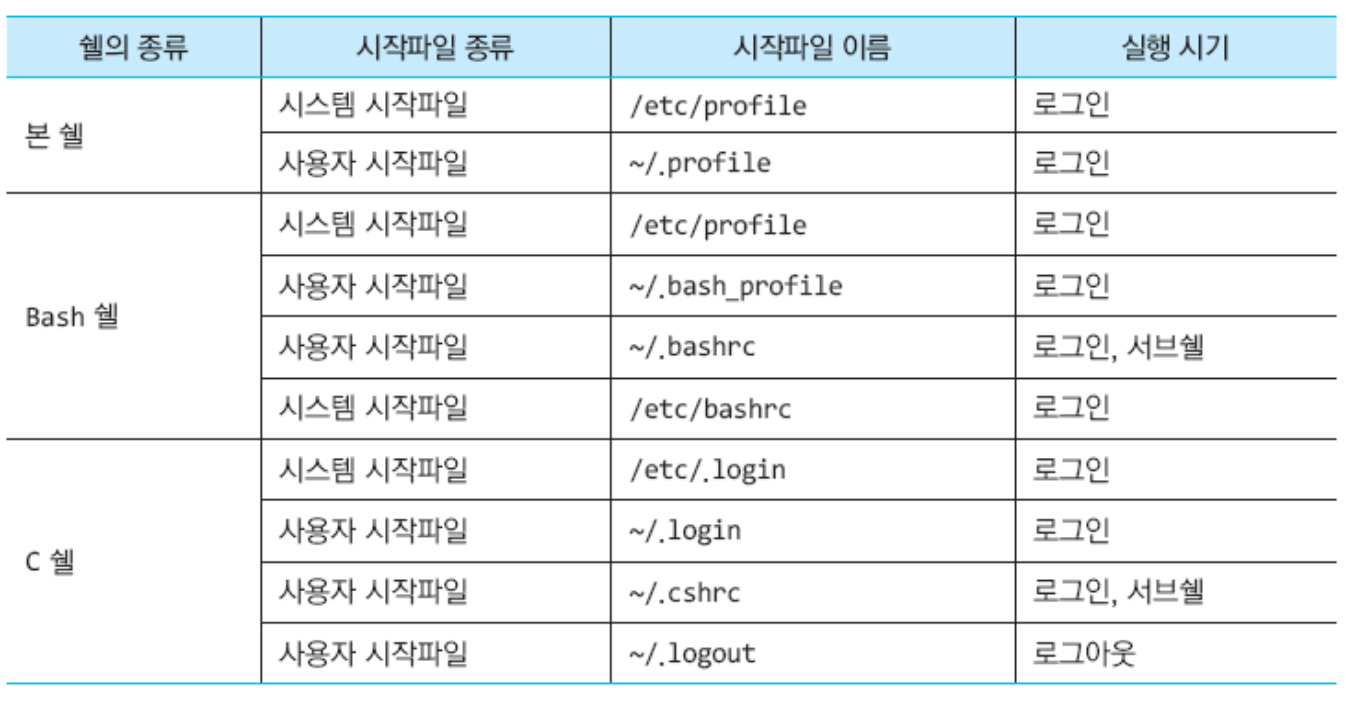 쉘의 종류 시작파일 종류 시작파일 이름 실행 시기
본 쉘 시스템 시작파일 /etc/profile 로그인
사용자 시작파일 ~/.profile 로그인
Bash 쉘 시스템 시작파일 /etc/profile 로그인
사용자 시작파일 ~/.bash_profile 로그인
사용자 시작파일 ~/.bashrc 로그인, 서브쉘
시스템 시작파일 /etc/bashrc 로그인
C 쉘 시스템 시작파일 /etc/.login 로그인
사용자 시작파일 ~/.login 로그인
사용자 시작파일 ~/.cshrc 로그인, 서브쉘
사용자 시작파일 ~/.logout 로그아웃